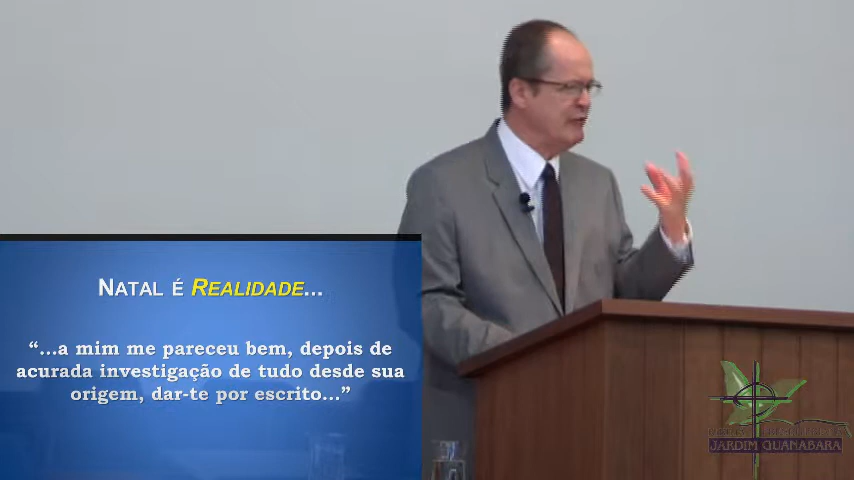 NATAL É REALIDADE...
“...a mim me pareceu bem, depois de
acurada investigação de tudo desde sua
origem, dar-te por escrito...”
JARDIM GUANABARA